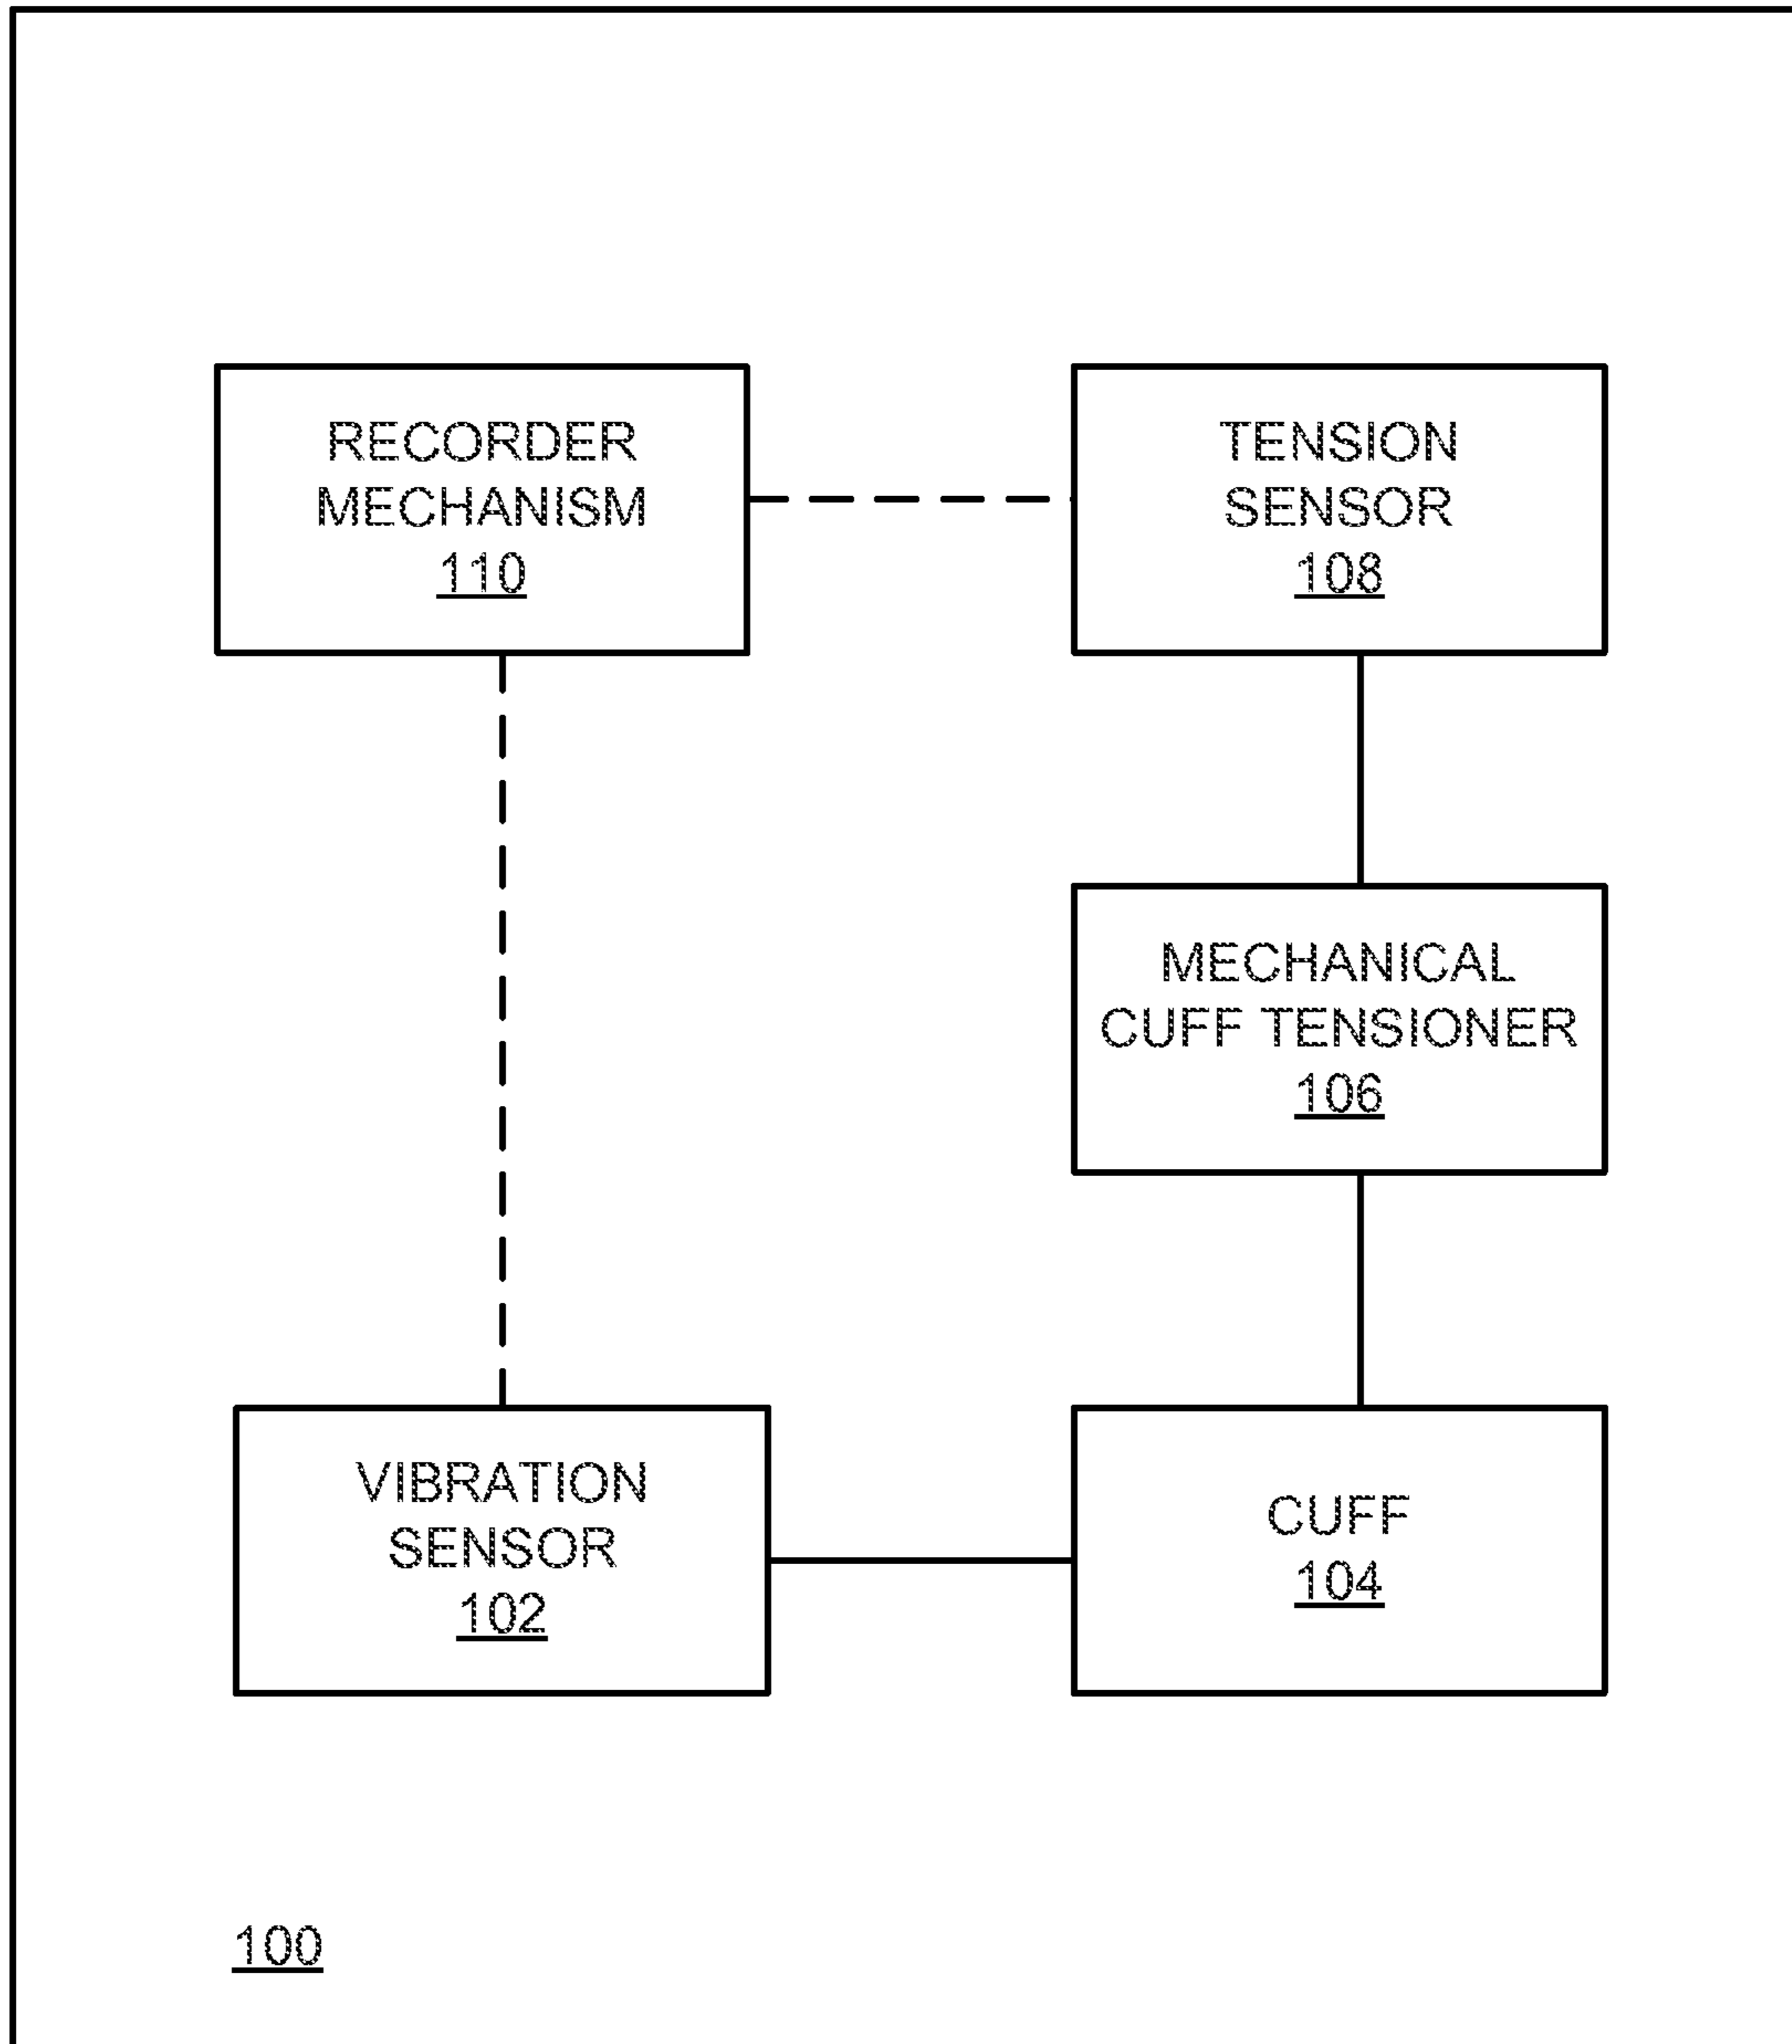 RECORDER
MECHANISM
110
TENSION
SENSOR
108
MECHANICAL
CUFF TENSIONER
106
VIBRATION
SENSOR
102
CUFF
104
100